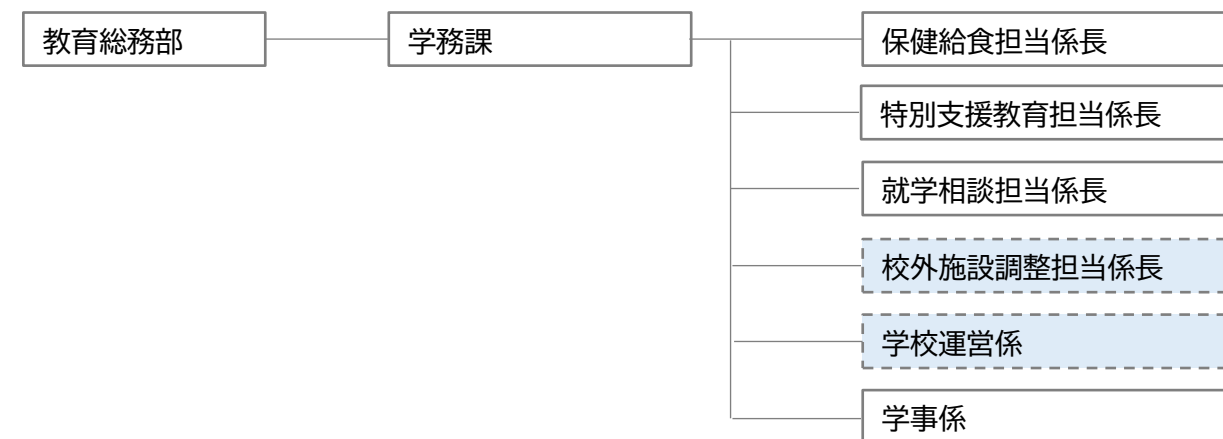 教育総務部
学務課
保健給食担当係長
特別支援教育担当係長
就学相談担当係長
校外施設調整担当係長
学校運営係
学事係